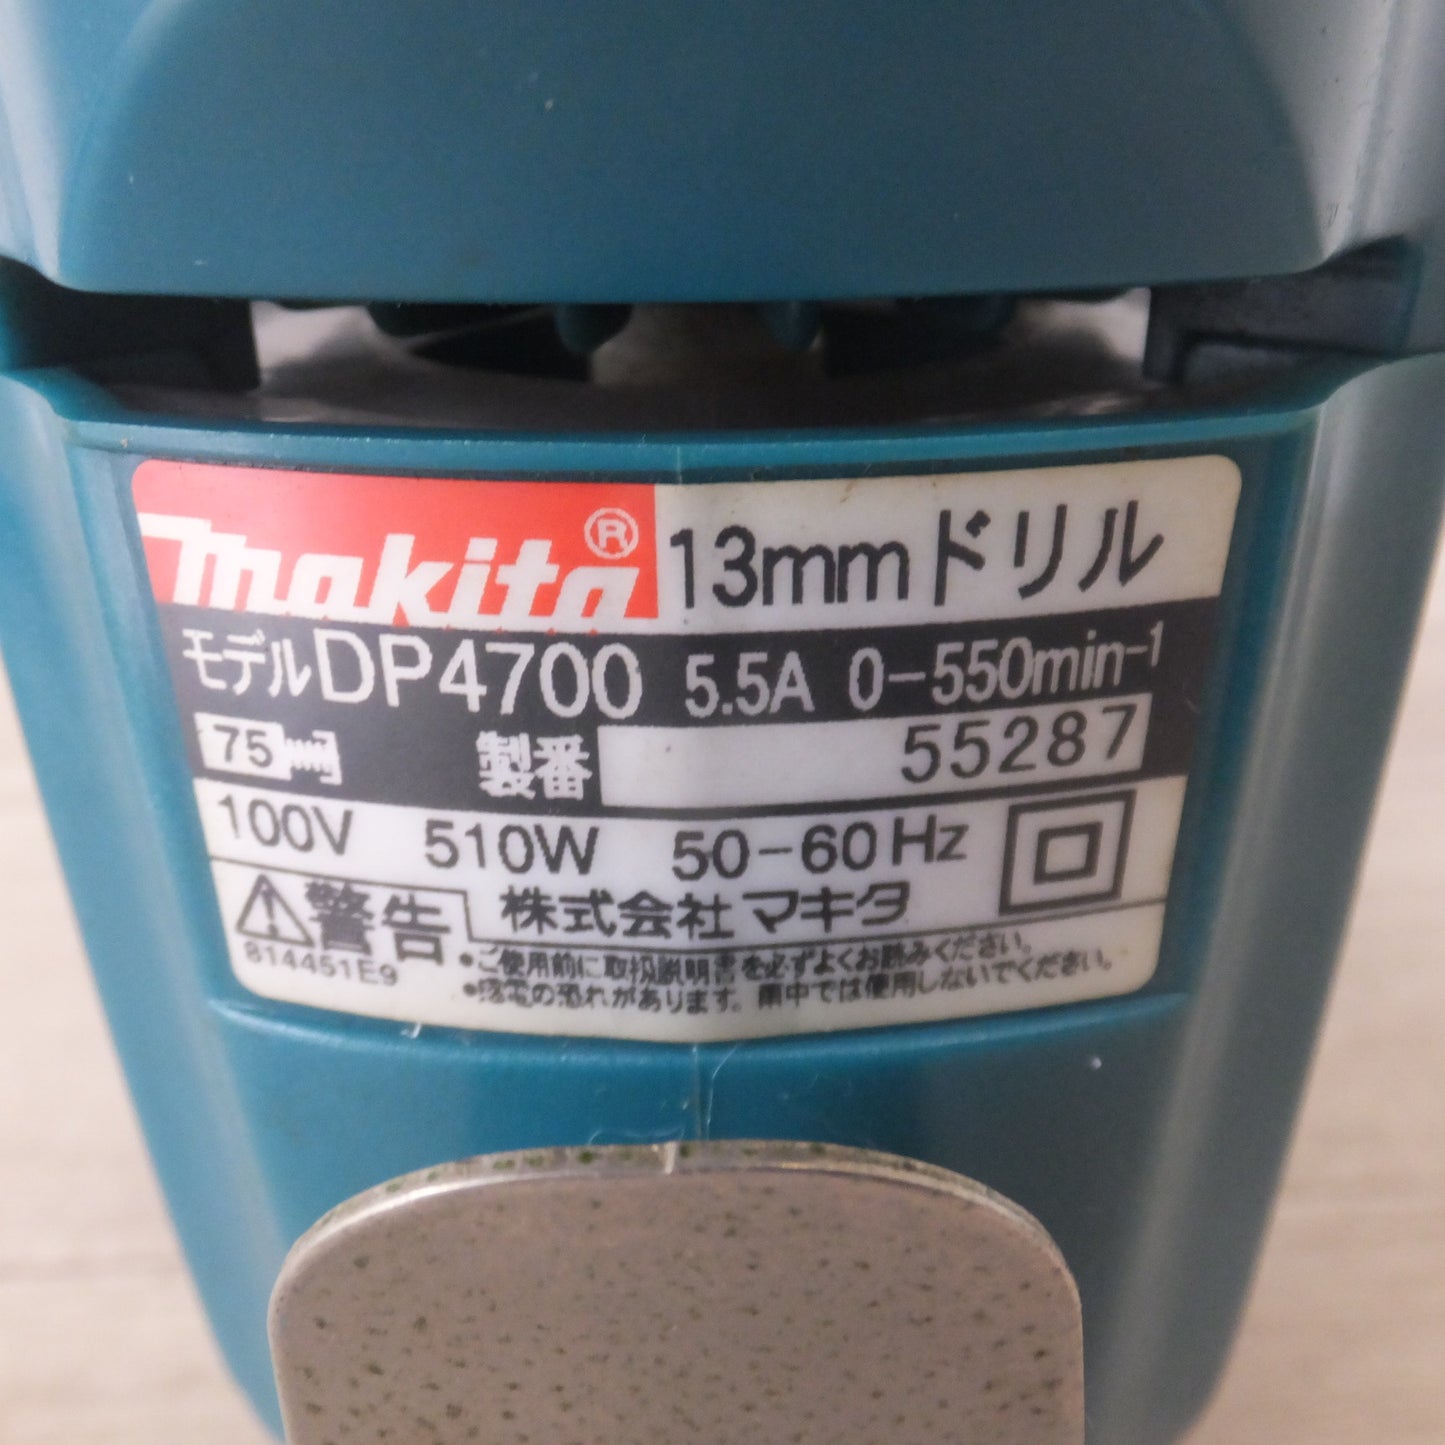 makita® 13mmドリル
モデルDP4700 5.5A 0-550min-1
75 製番 55287
100V 510W 50-60Hz
⚠警告 株式会社マキタ
814451E9
•ご使用前に取扱説明書を必ずよくお読みください。
•感電の恐れがあります。雨中では使用しないでください。